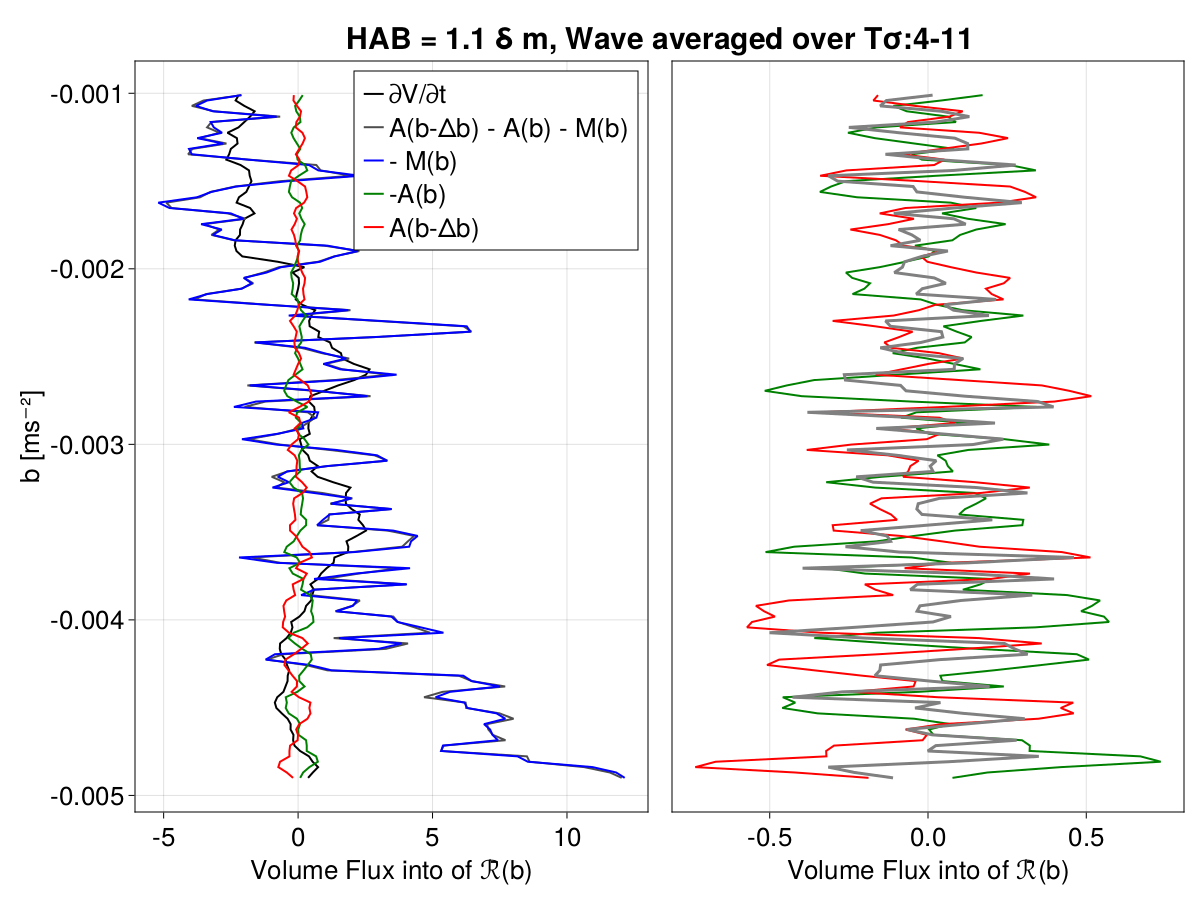 HAB = 1.1 δ m, Wave averaged over Tσ:4-11
∂V/∂t
A(b-Δb) - A(b) - M(b)
- M(b)
-A(b)
A(b-Δb)
b [ms⁻²]
-0.001
-0.002
-0.003
-0.004
-0.005
-5 0 5 10
-0.5 0.0 0.5
Volume Flux into of ℛ(b)
Volume Flux into of ℛ(b)